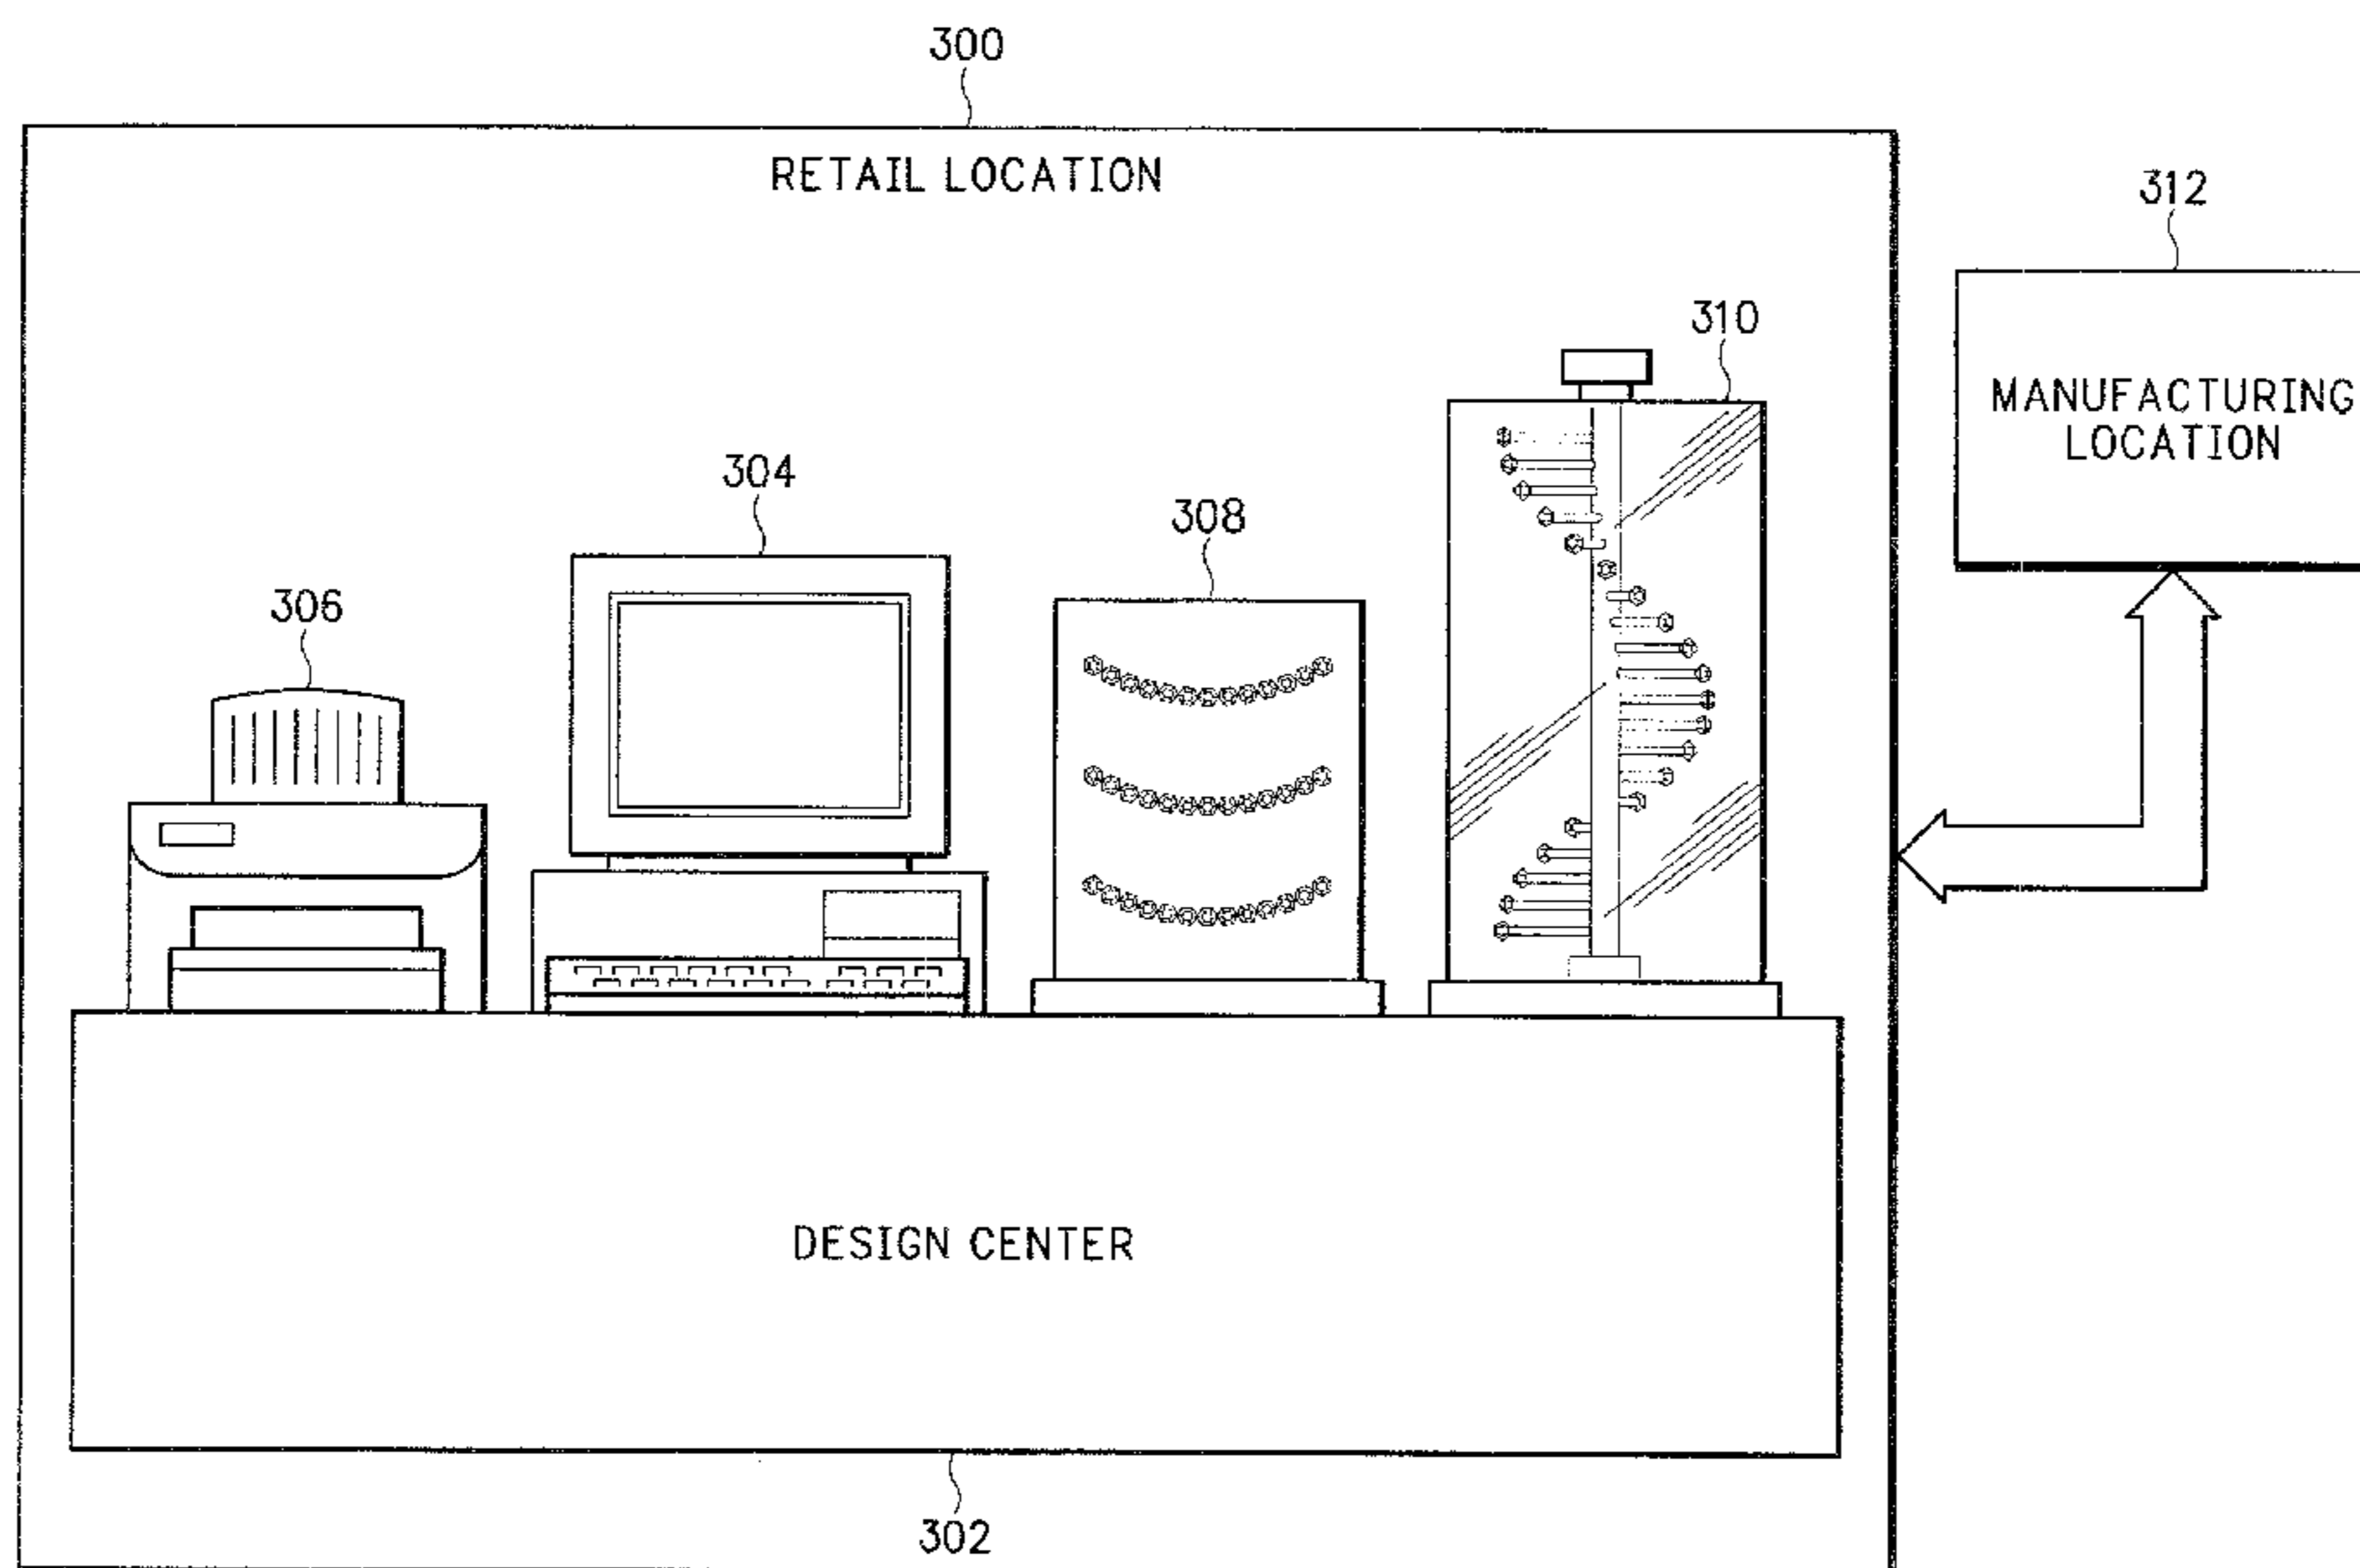 300
RETAIL LOCATION
312
310
MANUFACTURING
LOCATION
304
308
306
DESIGN CENTER
302